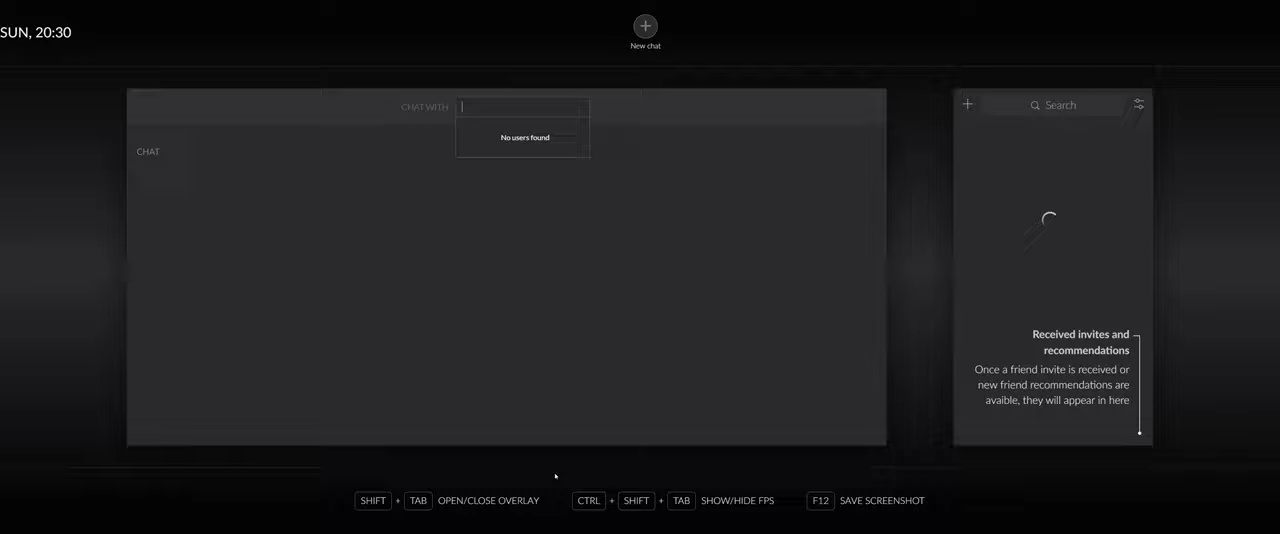 SUN, 20:30
New chat
CHAT WITH
No users found
CHAT
Search
Received invites and
recommendations
Once a friend invite is received or
new friend recommendations are
avaible, they will appear in here
SHIFT + TAB OPEN/CLOSE OVERLAY CTRL + SHIFT + TAB SHOW/HIDE FPS F12 SAVE SCREENSHOT